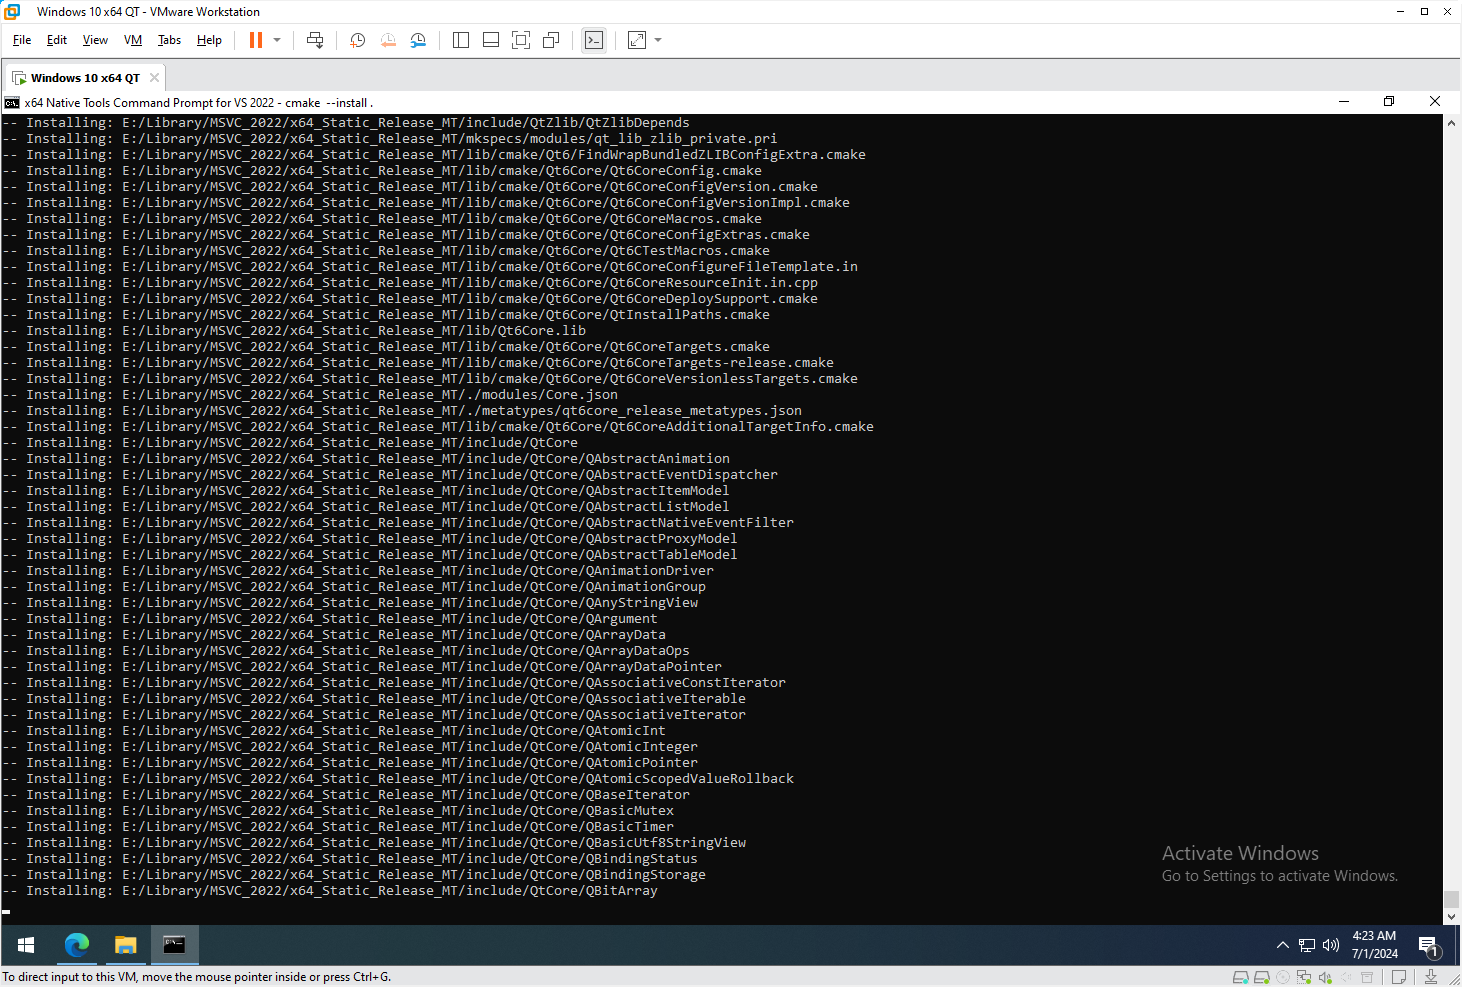 Windows 10 x64 QT - VMware Workstation
File Edit View VM Tabs Help
Windows 10 x64 QT
x64 Native Tools Command Prompt for VS 2022 - cmake --install .
-- Installing: E:/Library/MSVC_2022/x64_Static_Release_MT/include/QtZlib/QtZlibDepends
-- Installing: E:/Library/MSVC_2022/x64_Static_Release_MT/mkspecs/modules/qt_lib_zlib_private.pri
-- Installing: E:/Library/MSVC_2022/x64_Static_Release_MT/lib/cmake/Qt6/FindWrapBundledZLIBConfigExtra.cmake
-- Installing: E:/Library/MSVC_2022/x64_Static_Release_MT/lib/cmake/Qt6Core/Qt6CoreConfig.cmake
-- Installing: E:/Library/MSVC_2022/x64_Static_Release_MT/lib/cmake/Qt6Core/Qt6CoreConfigVersion.cmake
-- Installing: E:/Library/MSVC_2022/x64_Static_Release_MT/lib/cmake/Qt6Core/Qt6CoreConfigVersionImpl.cmake
-- Installing: E:/Library/MSVC_2022/x64_Static_Release_MT/lib/cmake/Qt6Core/Qt6CoreMacros.cmake
-- Installing: E:/Library/MSVC_2022/x64_Static_Release_MT/lib/cmake/Qt6Core/Qt6CoreConfigExtras.cmake
-- Installing: E:/Library/MSVC_2022/x64_Static_Release_MT/lib/cmake/Qt6Core/Qt6CTestMacros.cmake
-- Installing: E:/Library/MSVC_2022/x64_Static_Release_MT/lib/cmake/Qt6Core/Qt6CoreConfigureFileTemplate.in
-- Installing: E:/Library/MSVC_2022/x64_Static_Release_MT/lib/cmake/Qt6Core/Qt6CoreResourceInit.in.cpp
-- Installing: E:/Library/MSVC_2022/x64_Static_Release_MT/lib/cmake/Qt6Core/Qt6CoreDeploySupport.cmake
-- Installing: E:/Library/MSVC_2022/x64_Static_Release_MT/lib/cmake/Qt6Core/QtInstallPaths.cmake
-- Installing: E:/Library/MSVC_2022/x64_Static_Release_MT/lib/Qt6Core.lib
-- Installing: E:/Library/MSVC_2022/x64_Static_Release_MT/lib/cmake/Qt6Core/Qt6CoreTargets.cmake
-- Installing: E:/Library/MSVC_2022/x64_Static_Release_MT/lib/cmake/Qt6Core/Qt6CoreTargets-release.cmake
-- Installing: E:/Library/MSVC_2022/x64_Static_Release_MT/lib/cmake/Qt6Core/Qt6CoreVersionlessTargets.cmake
-- Installing: E:/Library/MSVC_2022/x64_Static_Release_MT/./modules/Core.json
-- Installing: E:/Library/MSVC_2022/x64_Static_Release_MT/./metatypes/qt6core_release_metatypes.json
-- Installing: E:/Library/MSVC_2022/x64_Static_Release_MT/lib/cmake/Qt6Core/Qt6CoreAdditionalTargetInfo.cmake
-- Installing: E:/Library/MSVC_2022/x64_Static_Release_MT/include/QtCore
-- Installing: E:/Library/MSVC_2022/x64_Static_Release_MT/include/QtCore/QAbstractAnimation
-- Installing: E:/Library/MSVC_2022/x64_Static_Release_MT/include/QtCore/QAbstractEventDispatcher
-- Installing: E:/Library/MSVC_2022/x64_Static_Release_MT/include/QtCore/QAbstractItemModel
-- Installing: E:/Library/MSVC_2022/x64_Static_Release_MT/include/QtCore/QAbstractListModel
-- Installing: E:/Library/MSVC_2022/x64_Static_Release_MT/include/QtCore/QAbstractNativeEventFilter
-- Installing: E:/Library/MSVC_2022/x64_Static_Release_MT/include/QtCore/QAbstractProxyModel
-- Installing: E:/Library/MSVC_2022/x64_Static_Release_MT/include/QtCore/QAbstractTableModel
-- Installing: E:/Library/MSVC_2022/x64_Static_Release_MT/include/QtCore/QAnimationDriver
-- Installing: E:/Library/MSVC_2022/x64_Static_Release_MT/include/QtCore/QAnimationGroup
-- Installing: E:/Library/MSVC_2022/x64_Static_Release_MT/include/QtCore/QAnyStringView
-- Installing: E:/Library/MSVC_2022/x64_Static_Release_MT/include/QtCore/QArgument
-- Installing: E:/Library/MSVC_2022/x64_Static_Release_MT/include/QtCore/QArrayData
-- Installing: E:/Library/MSVC_2022/x64_Static_Release_MT/include/QtCore/QArrayDataOps
-- Installing: E:/Library/MSVC_2022/x64_Static_Release_MT/include/QtCore/QArrayDataPointer
-- Installing: E:/Library/MSVC_2022/x64_Static_Release_MT/include/QtCore/QAssociativeConstIterator
-- Installing: E:/Library/MSVC_2022/x64_Static_Release_MT/include/QtCore/QAssociativeIterable
-- Installing: E:/Library/MSVC_2022/x64_Static_Release_MT/include/QtCore/QAssociativeIterator
-- Installing: E:/Library/MSVC_2022/x64_Static_Release_MT/include/QtCore/QAtomicInt
-- Installing: E:/Library/MSVC_2022/x64_Static_Release_MT/include/QtCore/QAtomicInteger
-- Installing: E:/Library/MSVC_2022/x64_Static_Release_MT/include/QtCore/QAtomicPointer
-- Installing: E:/Library/MSVC_2022/x64_Static_Release_MT/include/QtCore/QAtomicScopedValueRollback
-- Installing: E:/Library/MSVC_2022/x64_Static_Release_MT/include/QtCore/QBaseIterator
-- Installing: E:/Library/MSVC_2022/x64_Static_Release_MT/include/QtCore/QBasicMutex
-- Installing: E:/Library/MSVC_2022/x64_Static_Release_MT/include/QtCore/QBasicTimer
-- Installing: E:/Library/MSVC_2022/x64_Static_Release_MT/include/QtCore/QBasicUtf8StringView
-- Installing: E:/Library/MSVC_2022/x64_Static_Release_MT/include/QtCore/QBindingStatus
-- Installing: E:/Library/MSVC_2022/x64_Static_Release_MT/include/QtCore/QBindingStorage
-- Installing: E:/Library/MSVC_2022/x64_Static_Release_MT/include/QtCore/QBitArray
Activate Windows
Go to Settings to activate Windows.
4:23 AM
7/1/2024
1
To direct input to this VM, move the mouse pointer inside or press Ctrl+G.